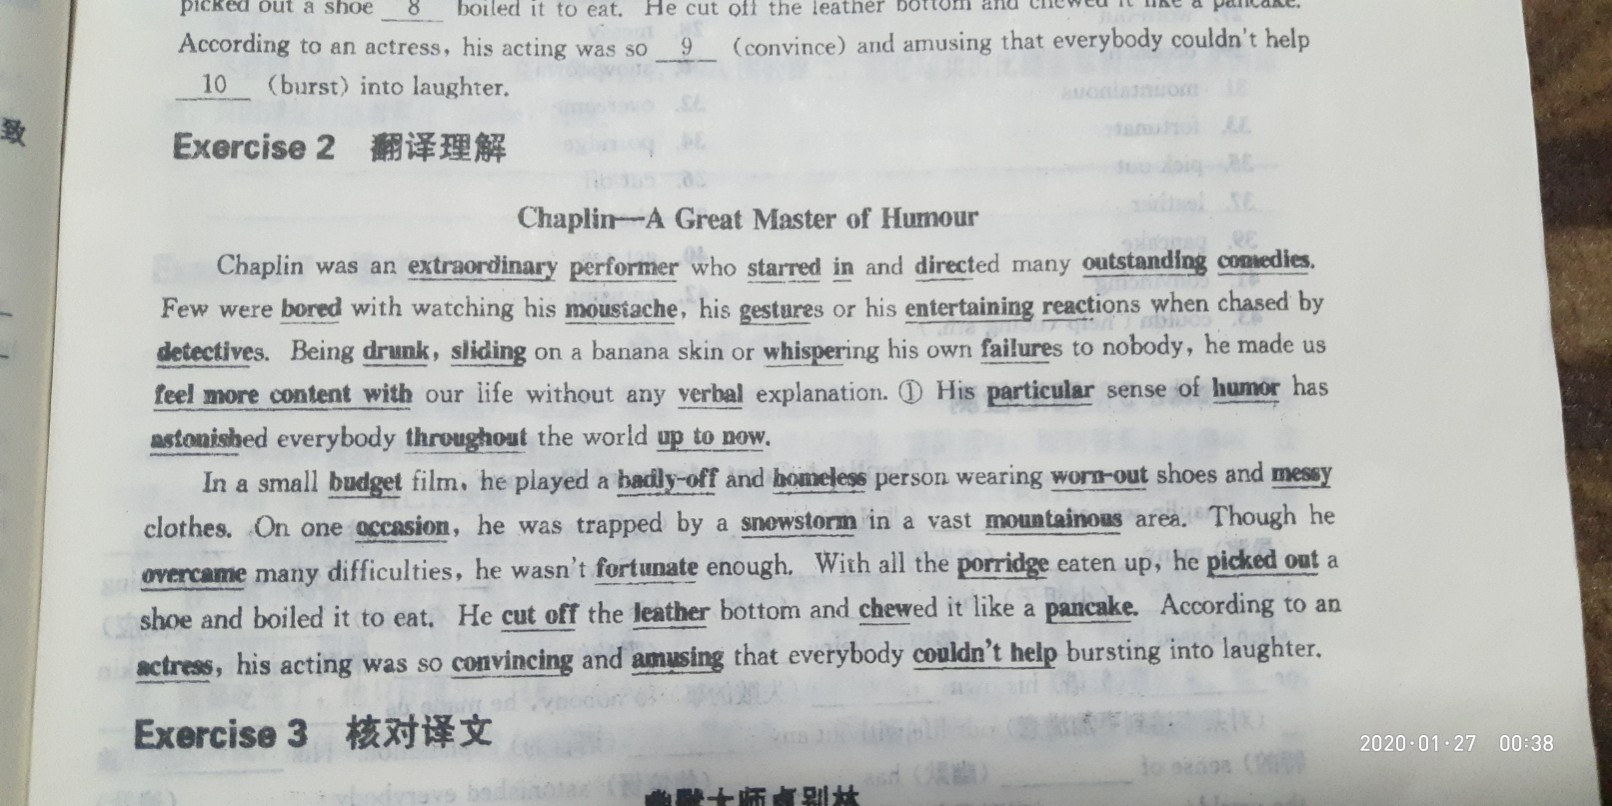 picked out a shoe 8 boiled it to eat. He cut off the leather bottom and chewed it like a pancake.
According to an actress, his acting was so 9 (convince) and amusing that everybody couldn't help
10 (burst) into laughter.
致
Exercise 2 翻译理解
Chaplin—A Great Master of Humour
Chaplin was an extraordinary performer who starred in and directed many outstanding comedies.
Few were bored with watching his moustache, his gestures or his entertaining reactions when chased by
detectives. Being drunk, sliding on a banana skin or whispering his own failures to nobody, he made us
feel more content with our life without any verbal explanation. ① His particular sense of humor has
astonished everybody throughout the world up to now.
In a small budget film, he played a badly-off and homeless person wearing worn-out shoes and messy
clothes. On one occasion, he was trapped by a snowstorm in a vast mountainous area. Though he
overcame many difficulties, he wasn't fortunate enough. With all the porridge eaten up, he picked out a
shoe and boiled it to eat. He cut off the leather bottom and chewed it like a pancake. According to an
actress, his acting was so convincing and amusing that everybody couldn't help bursting into laughter.
Exercise 3 核对译文
2020·01·27 00:38
幽默大师卓别林